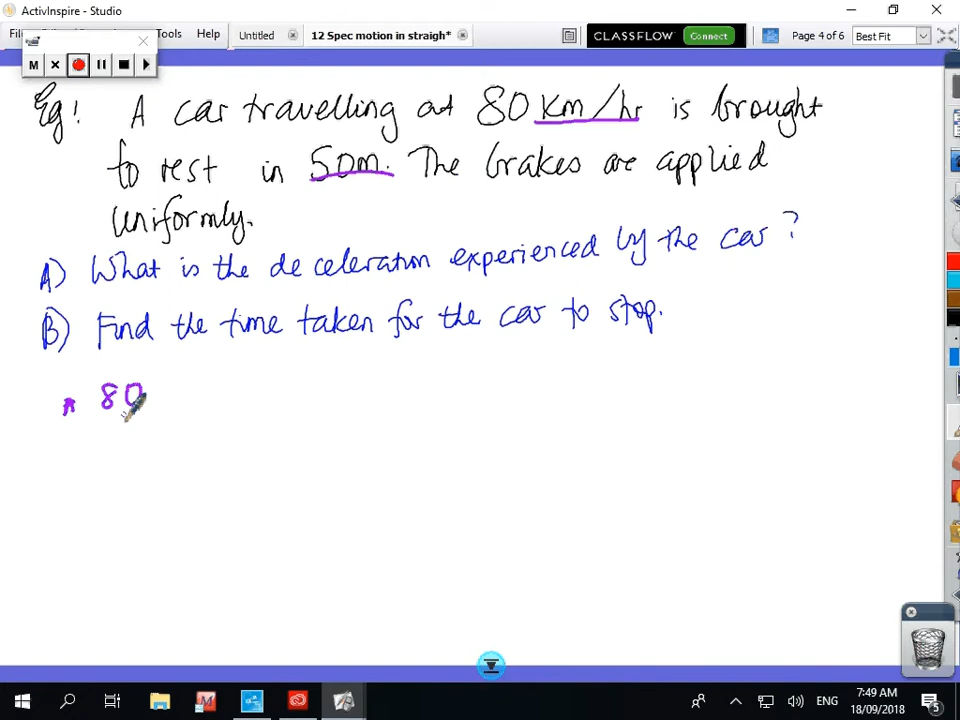 ActivInspire - Studio
Tools Help Untitled 12 Spec motion in straigh* CLASSFLOW Connect Page 4 of 6 Best Fit
M
Eg! A car travelling at 80 km/hr is brought
to rest in 50m. The brakes are applied
uniformly.
A) What is the deceleration experienced by the car?
B) Find the time taken for the car to stop.
* 80
ENG 7:49 AM
18/09/2018 5